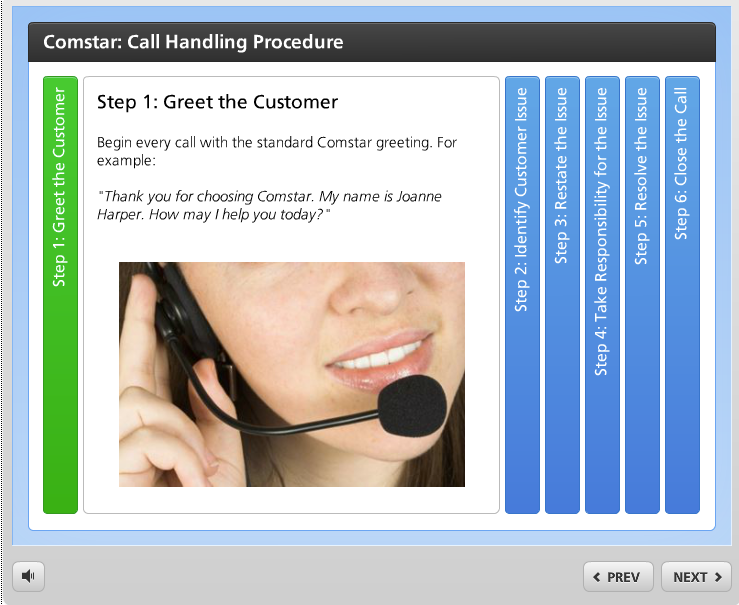 Comstar: Call Handling Procedure
Step 1: Greet the Customer
Step 1: Greet the Customer
Begin every call with the standard Comstar greeting. For
example:
"Thank you for choosing Comstar. My name is Joanne
Harper. How may I help you today?"
Step 2: Identify Customer Issue
Step 3: Restate the Issue
Step 4: Take Responsibility for the Issue
Step 5: Resolve the Issue
Step 6: Close the Call
PREV
NEXT